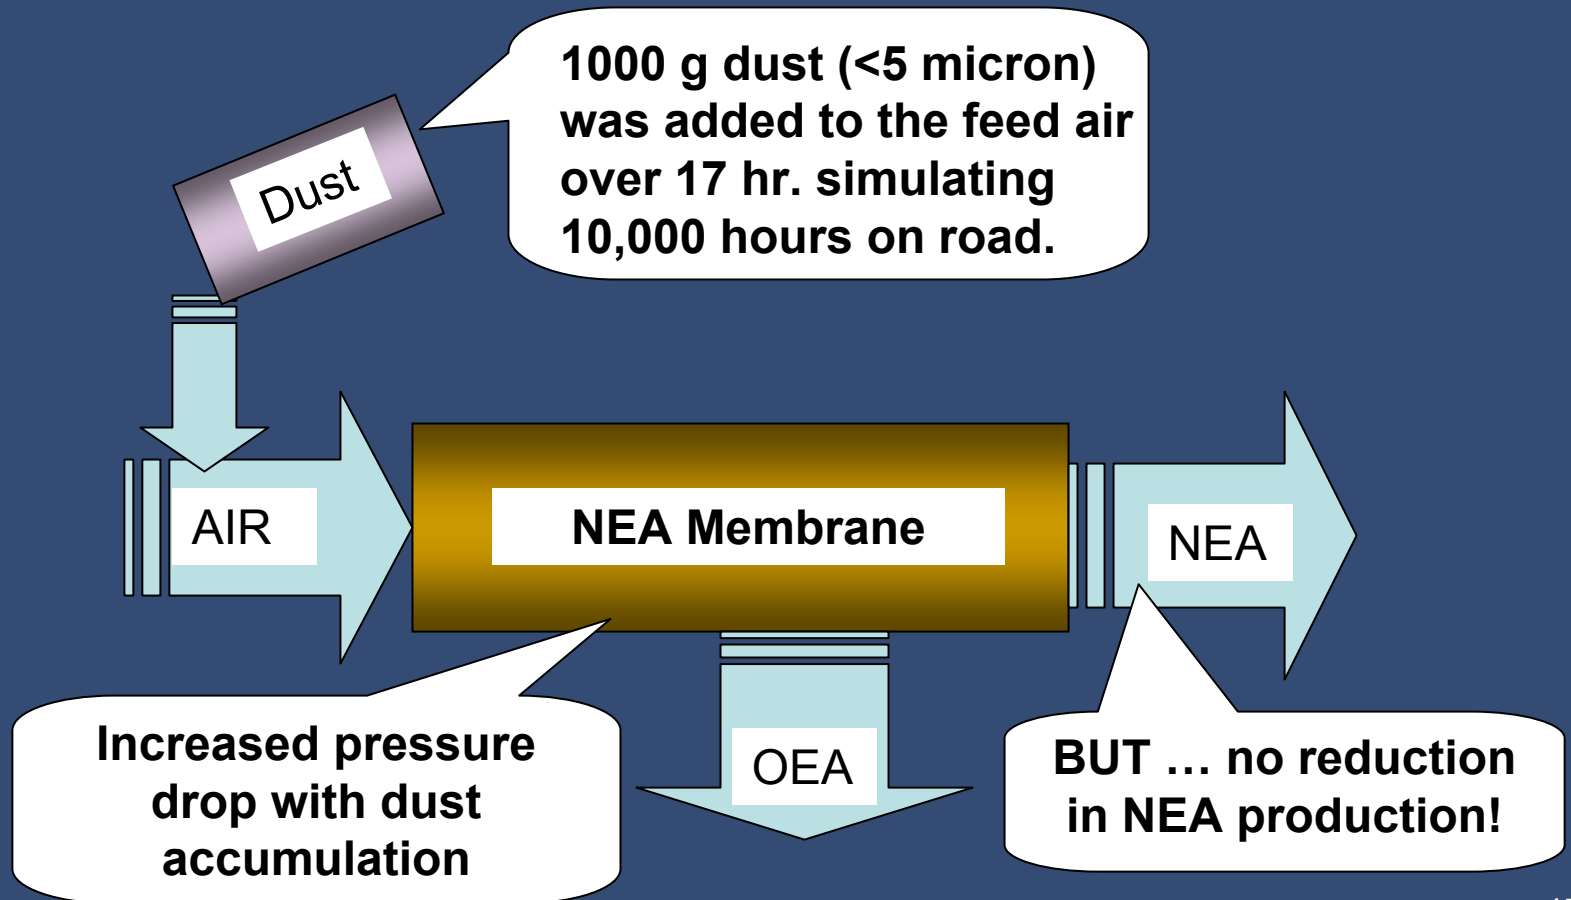 1000 g dust (<5 micron)
was added to the feed air
over 17 hr. simulating
10,000 hours on road.
Dust
AIR
NEA Membrane
NEA
OEA
Increased pressure
drop with dust
accumulation
BUT … no reduction
in NEA production!